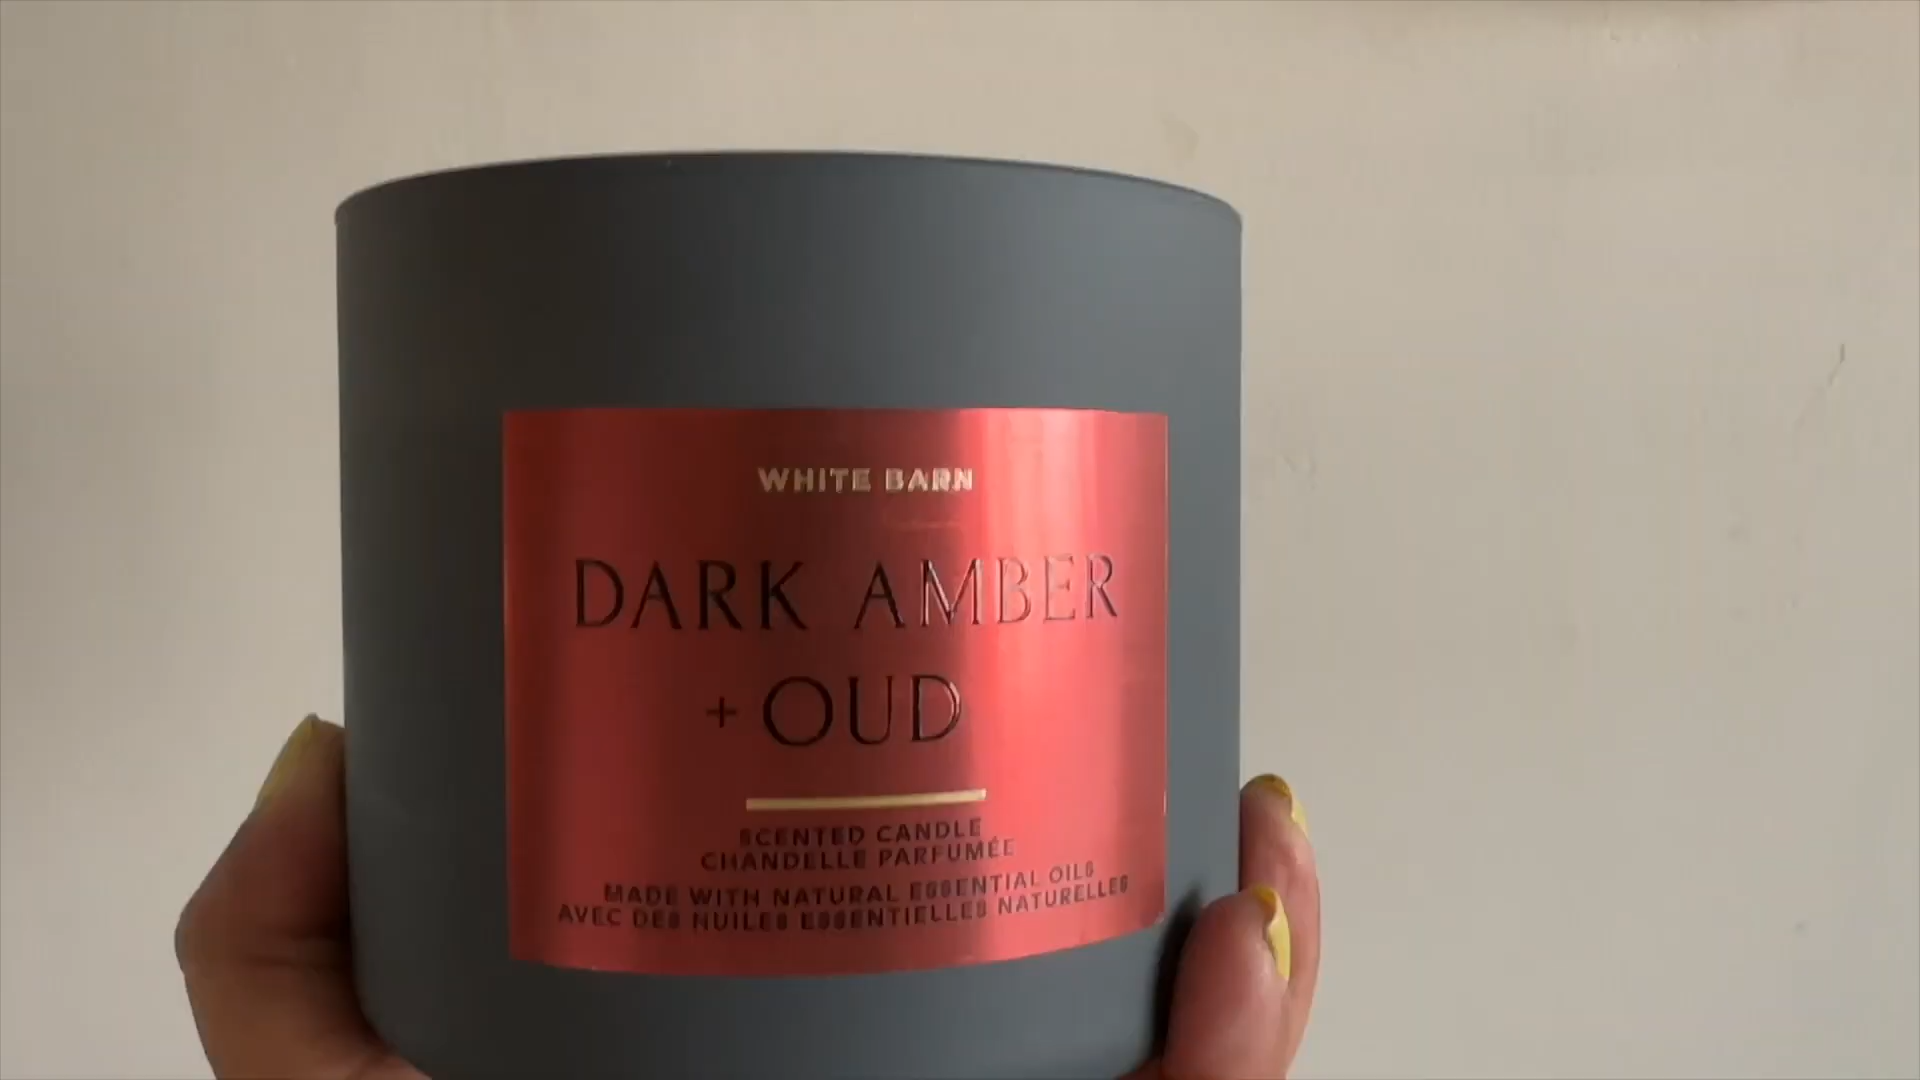 WHITE BARN
DARK AMBER
+ OUD
SCENTED CANDLE
CHANDELLE PARFUMÉE
MADE WITH NATURAL ESSENTIAL OILS
AVEC DES HUILES ESSENTIELLES NATURELLES